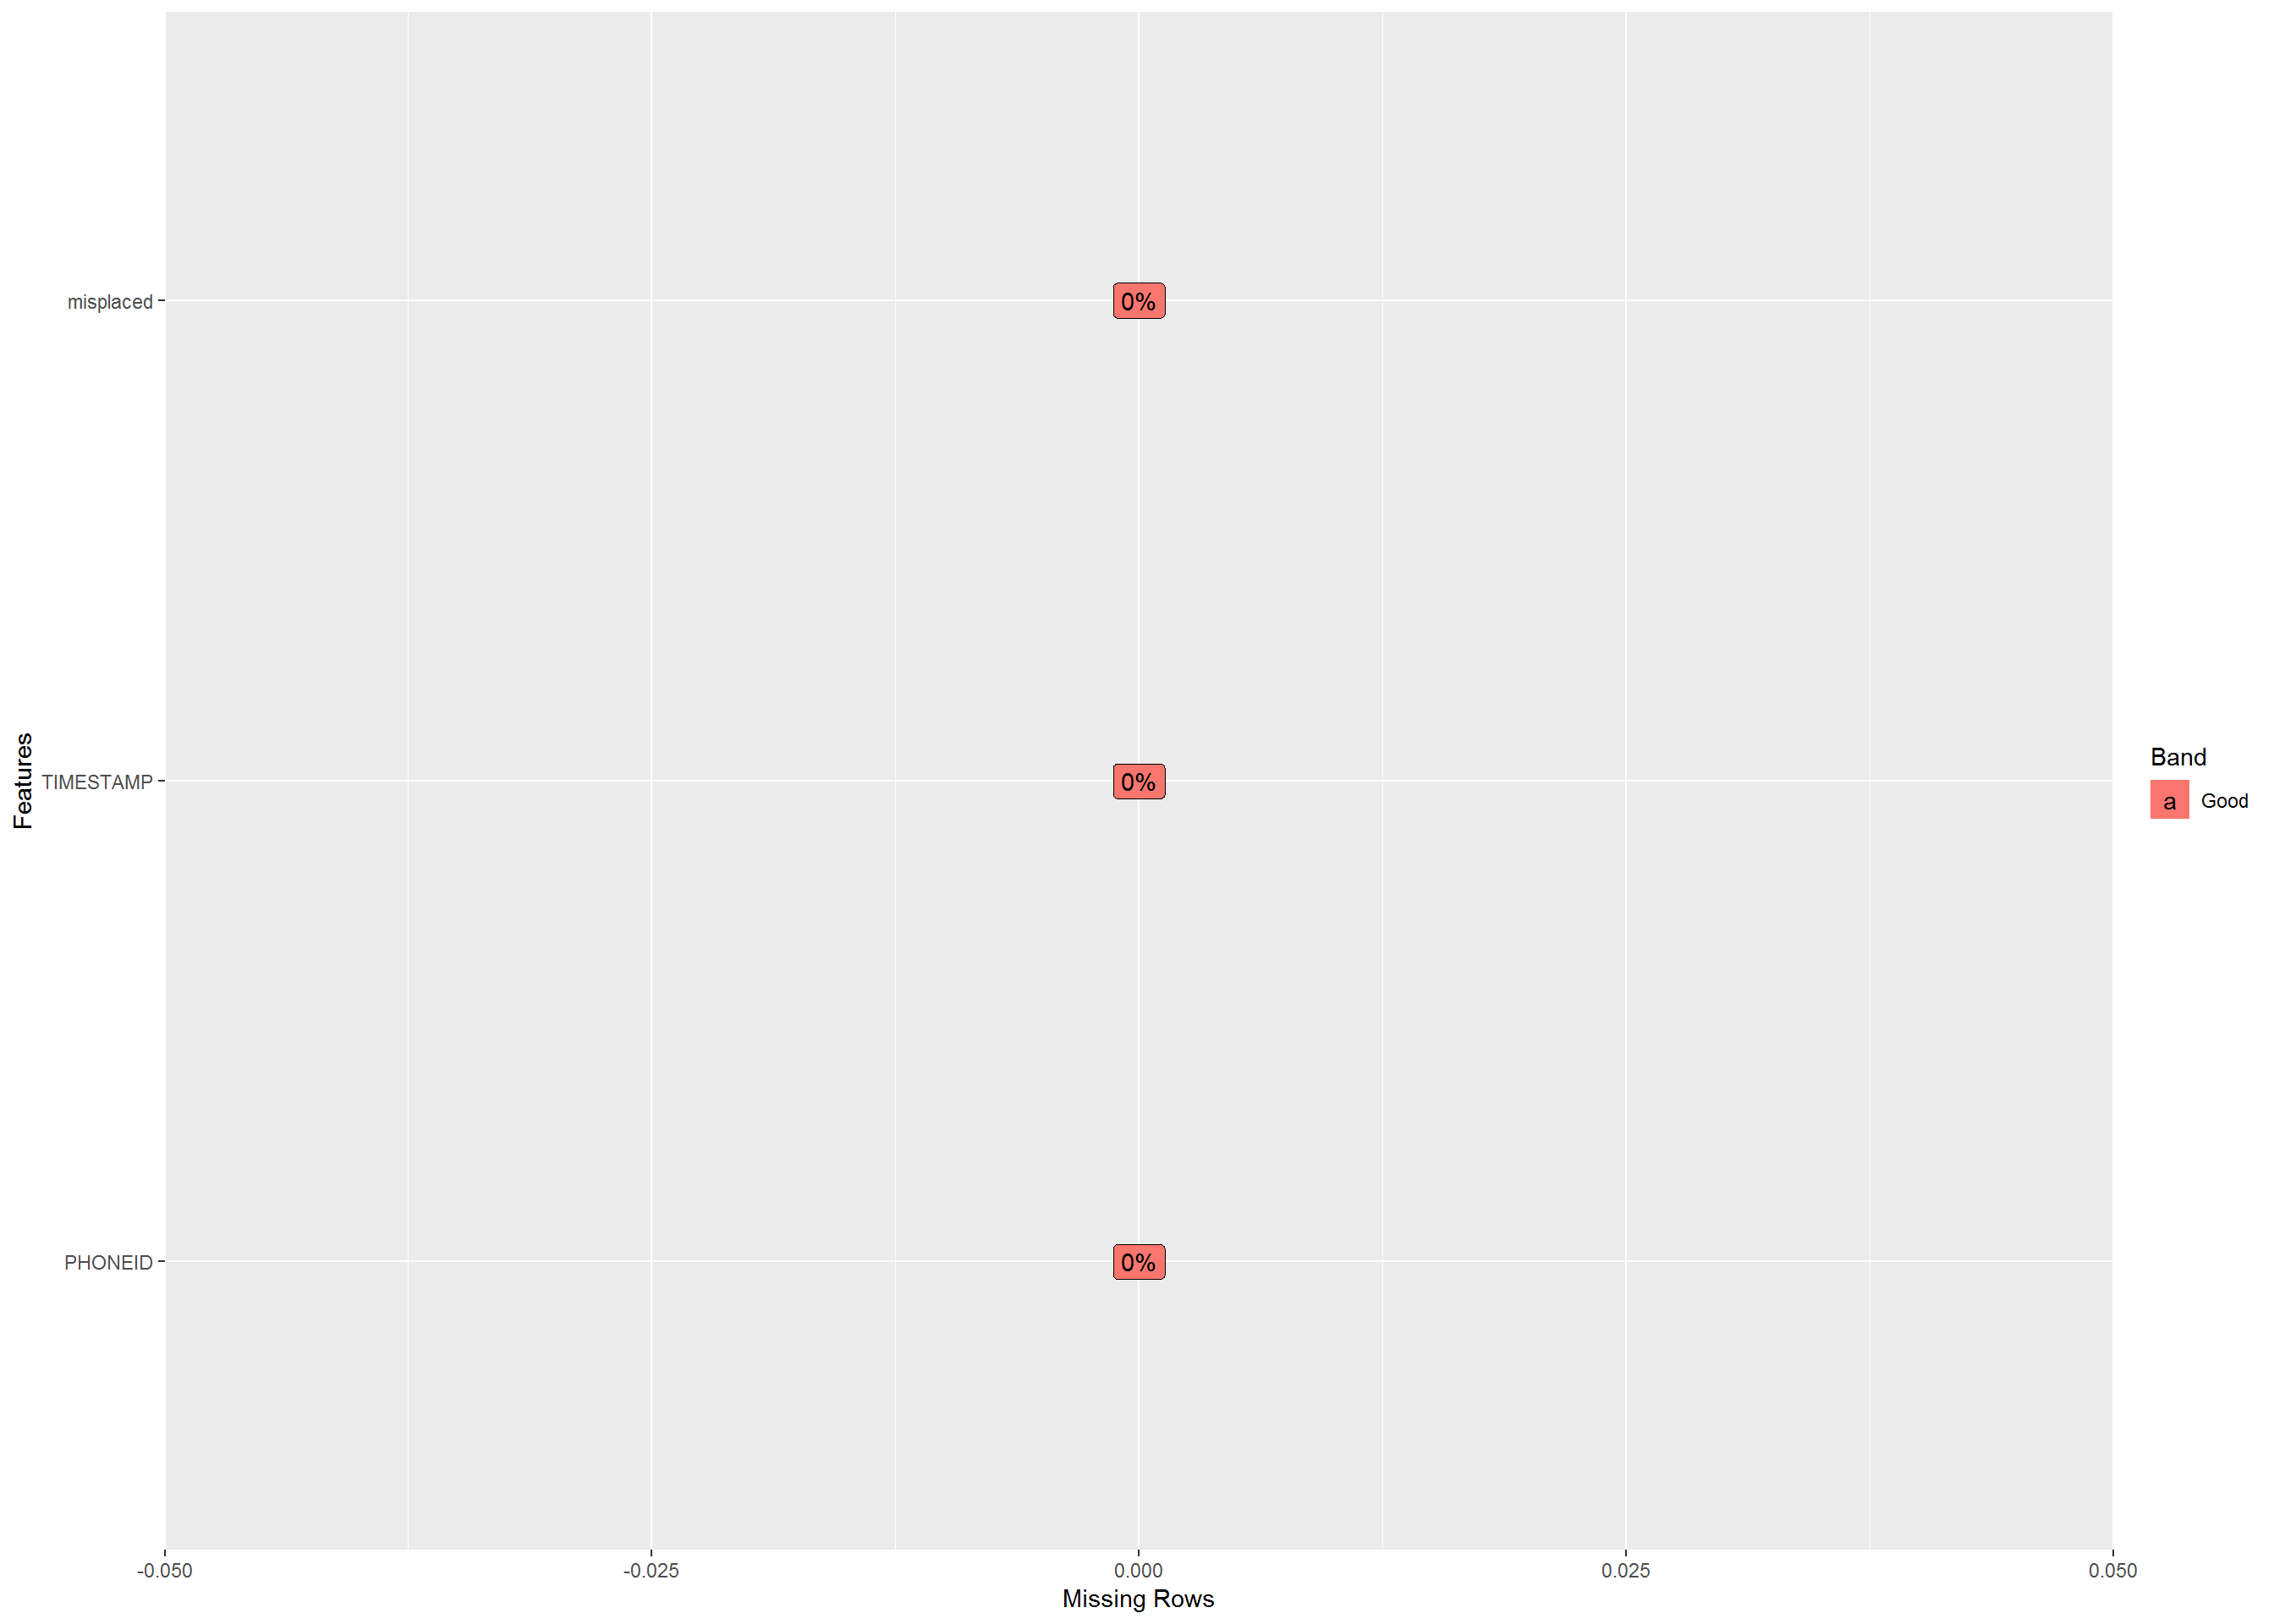 misplaced
0%
Features
TIMESTAMP
0%
PHONEID
0%
-0.050
-0.025
0.000
0.025
0.050
Missing Rows
Band
a Good